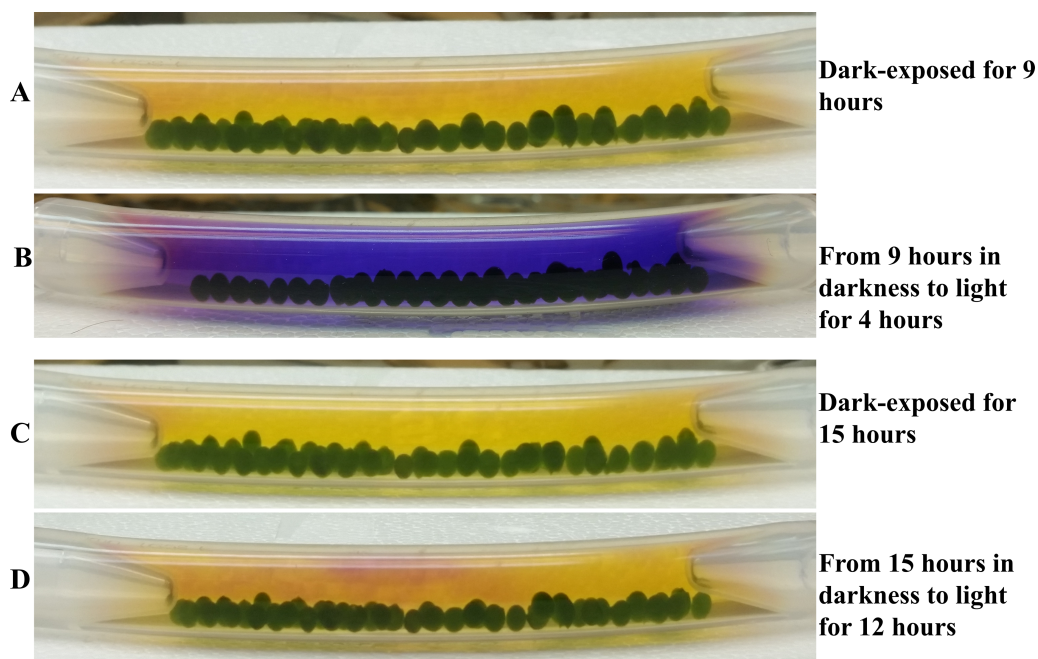 A
Dark-exposed for 9
hours
B
From 9 hours in
darkness to light
for 4 hours
C
Dark-exposed for
15 hours
D
From 15 hours in
darkness to light
for 12 hours